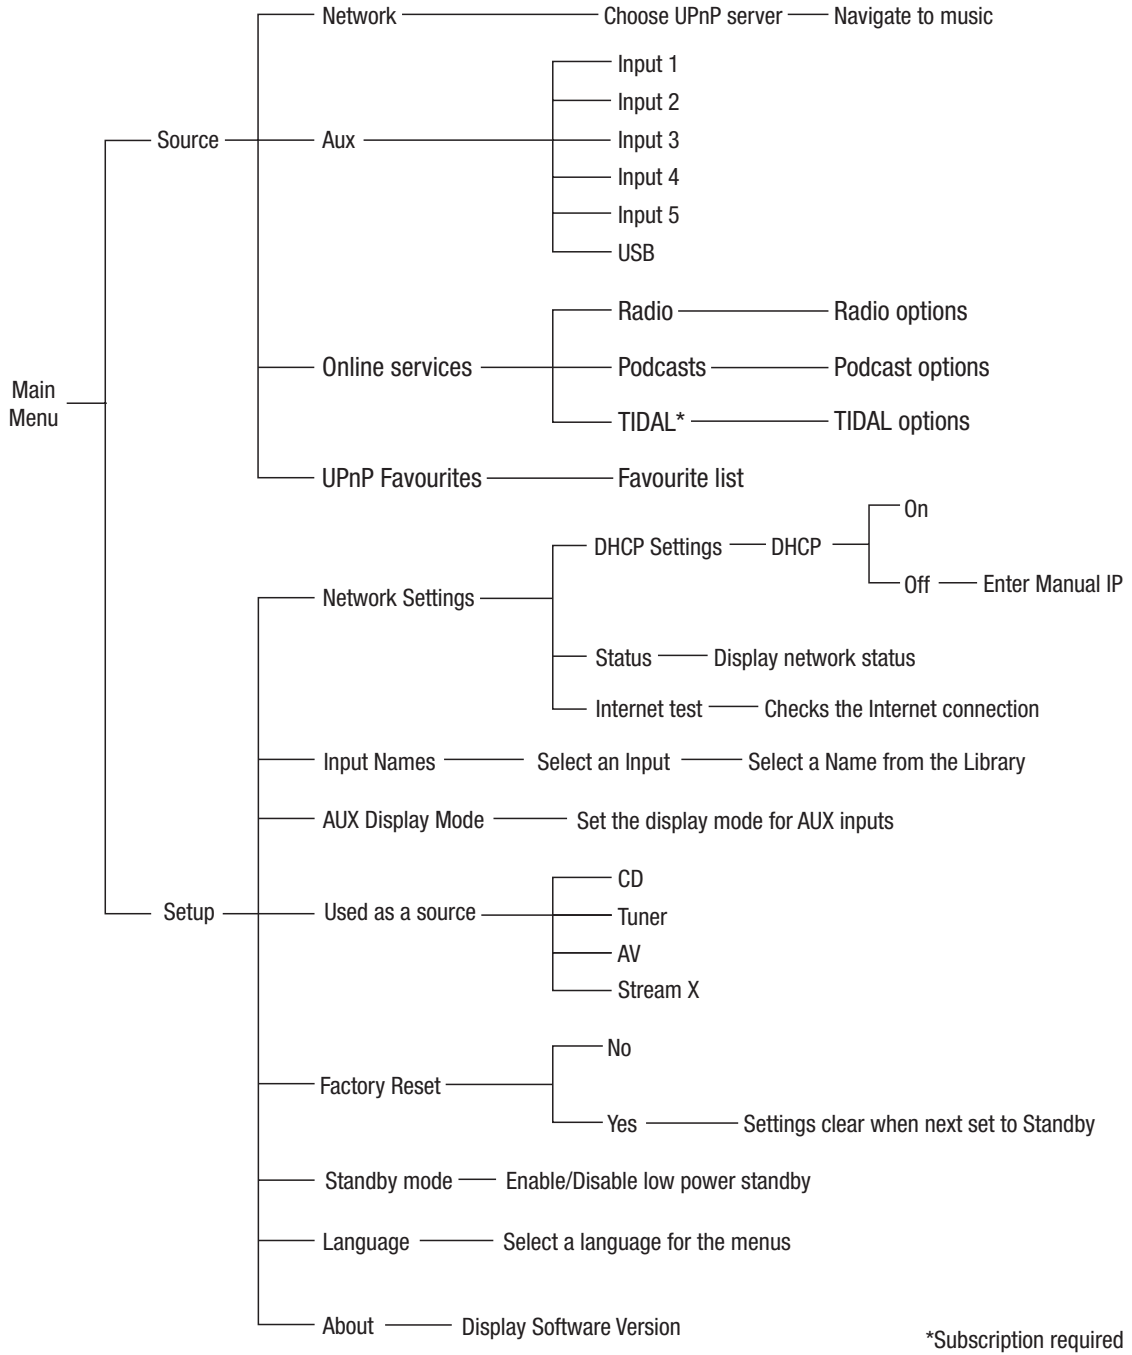 Network Choose UPnP server Navigate to music
Input 1
Input 2
Source Aux Input 3
Input 4
Input 5
USB
Radio Radio options
Online services Podcasts Podcast options
Main
Menu
TIDAL* TIDAL options
UPnP Favourites Favourite list
On
DHCP Settings DHCP
Off Enter Manual IP
Network Settings
Status Display network status
Internet test Checks the Internet connection
Input Names Select an Input Select a Name from the Library
AUX Display Mode Set the display mode for AUX inputs
CD
Setup Used as a source Tuner
AV
Stream X
No
Factory Reset
Yes Settings clear when next set to Standby
Standby mode Enable/Disable low power standby
Language Select a language for the menus
About Display Software Version
*Subscription required